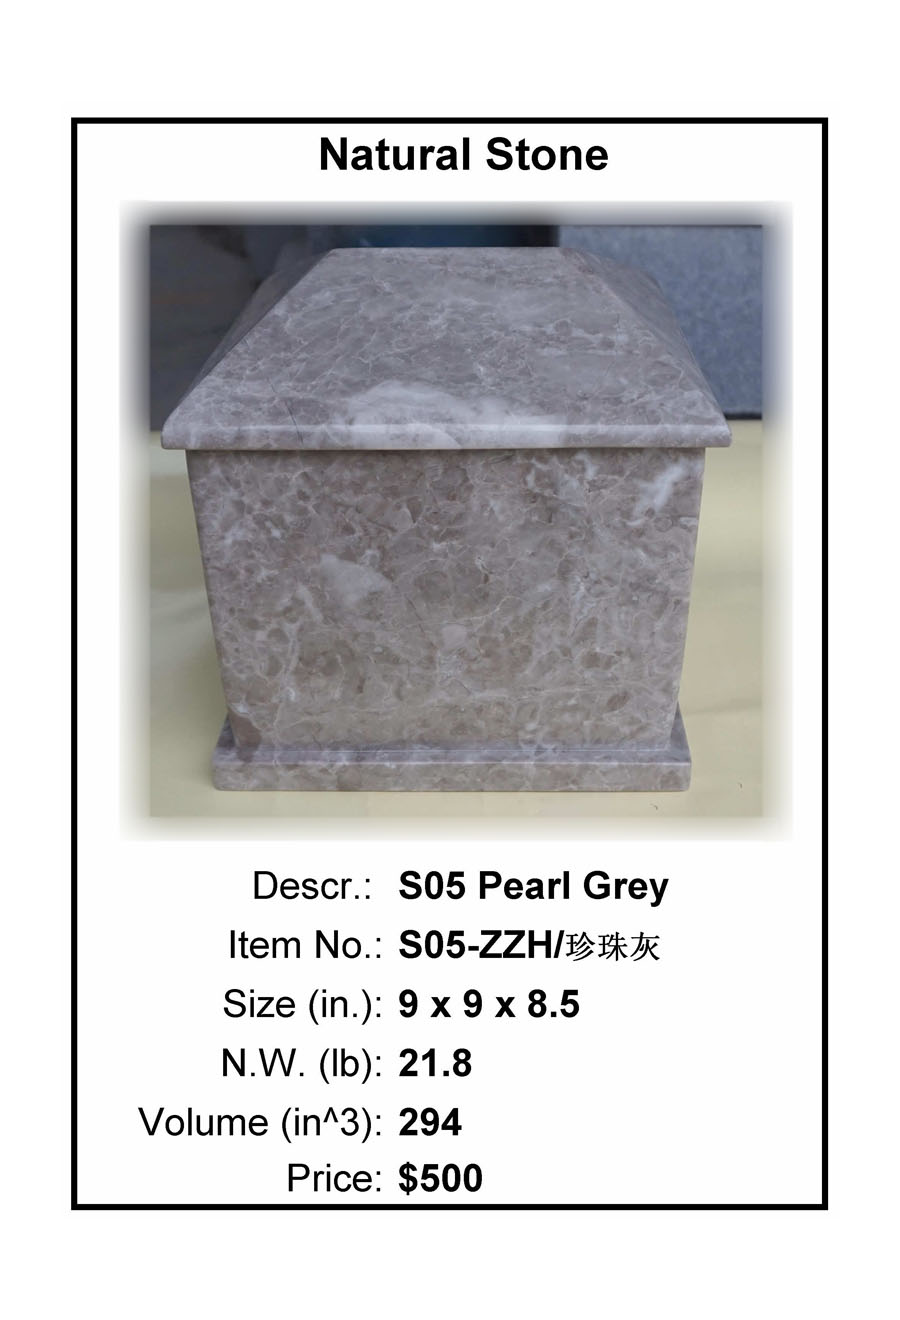 Natural Stone
Descr.: S05 Pearl Grey
Item No.: S05-ZZH/珍珠灰
Size (in.): 9 x 9 x 8.5
N.W. (lb): 21.8
Volume (in^3): 294
Price: $500